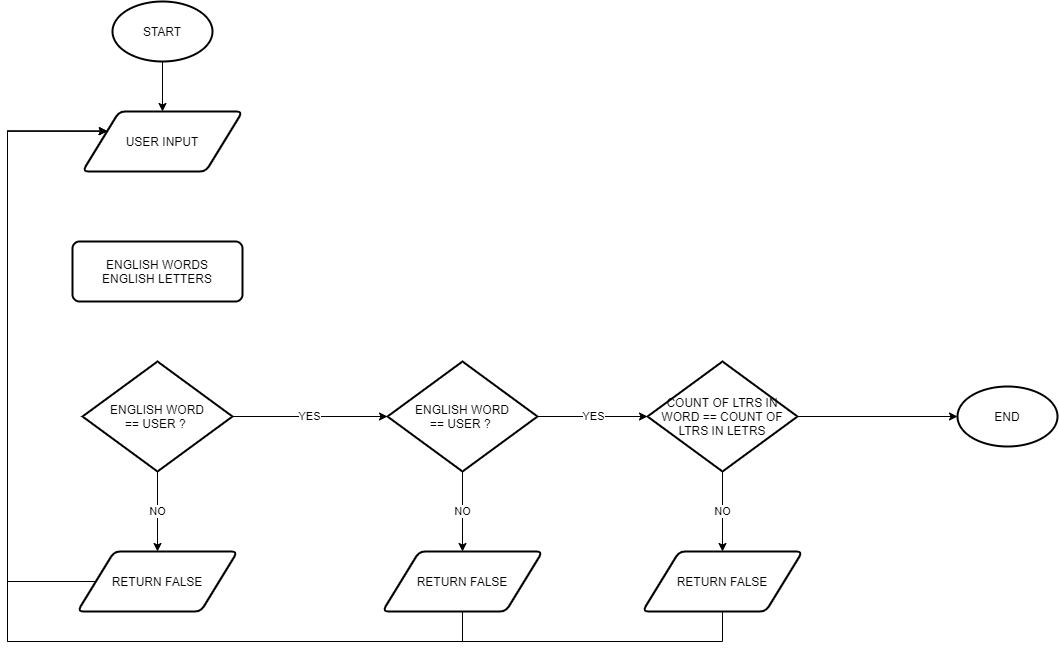 START
USER INPUT
ENGLISH WORDS
ENGLISH LETTERS
ENGLISH WORD
== USER ?
YES
ENGLISH WORD
== USER ?
YES
COUNT OF LTRS IN
WORD == COUNT OF
LTRS IN LETRS
END
NO
NO
NO
RETURN FALSE
RETURN FALSE
RETURN FALSE